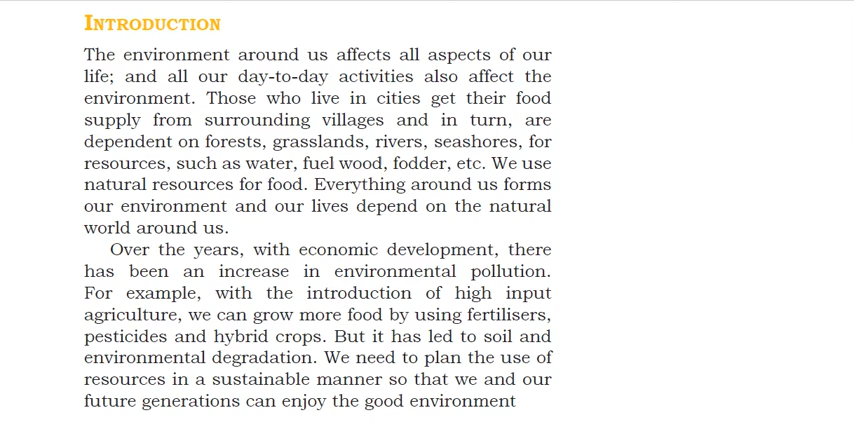 INTRODUCTION
The environment around us affects all aspects of our
life; and all our day-to-day activities also affect the
environment. Those who live in cities get their food
supply from surrounding villages and in turn, are
dependent on forests, grasslands, rivers, seashores, for
resources, such as water, fuel wood, fodder, etc. We use
natural resources for food. Everything around us forms
our environment and our lives depend on the natural
world around us.
Over the years, with economic development, there
has been an increase in environmental pollution.
For example, with the introduction of high input
agriculture, we can grow more food by using fertilisers,
pesticides and hybrid crops. But it has led to soil and
environmental degradation. We need to plan the use of
resources in a sustainable manner so that we and our
future generations can enjoy the good environment